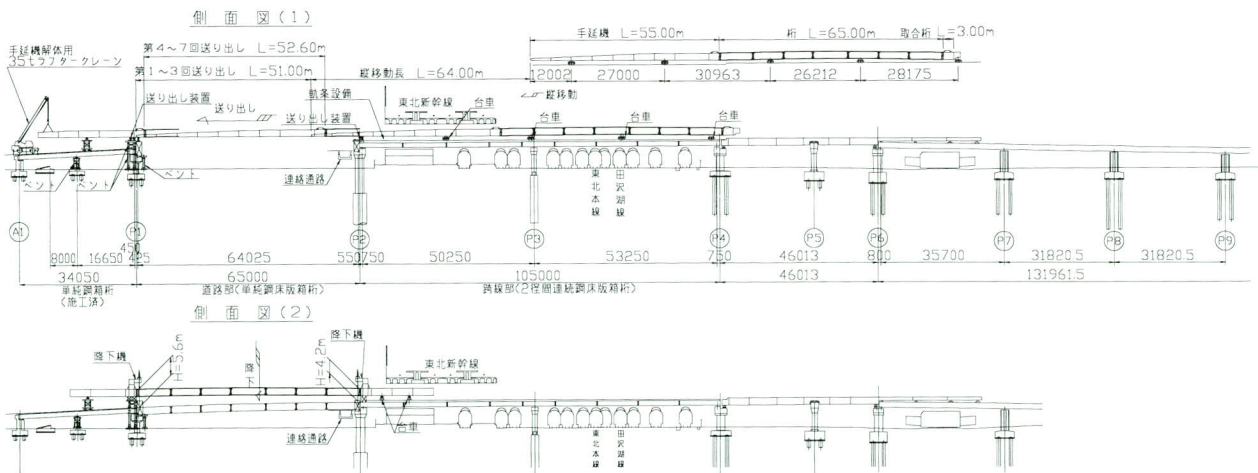 側面図(1)
手延機 L=55.00m
桁 L=65.00m
取合桁 L=3.00m
12002
27000
30963
26212
28175
手延機解体用
35t ラフタークレーン
第4~7回送り出し L=52.60m
第1~3回送り出し L=51.00m
縦移動長 L=64.00m
縦移動
送り出し装置
送り出し
送り出し装置
軌条設備
東北新幹線
台車
台車
台車
台車
ベント
ベント
ベント
連絡通路
東北本線
田沢湖線
A1
P1
P2
P3
P4
P5
P6
P7
P8
P9
450
8000
16650
425
64025
550
750
50250
53250
750
46013
800
35700
31820.5
31820.5
34050
65000
105000
46013
131961.5
単純鋼箱桁
(施工済)
道路部(単純鋼床版箱桁)
跨線部(2径間連続鋼床版箱桁)
側面図(2)
降下機
H=5.6m
降下
H=4.2m
降下機
東北新幹線
連絡通路
台車
東北本線
田沢湖線